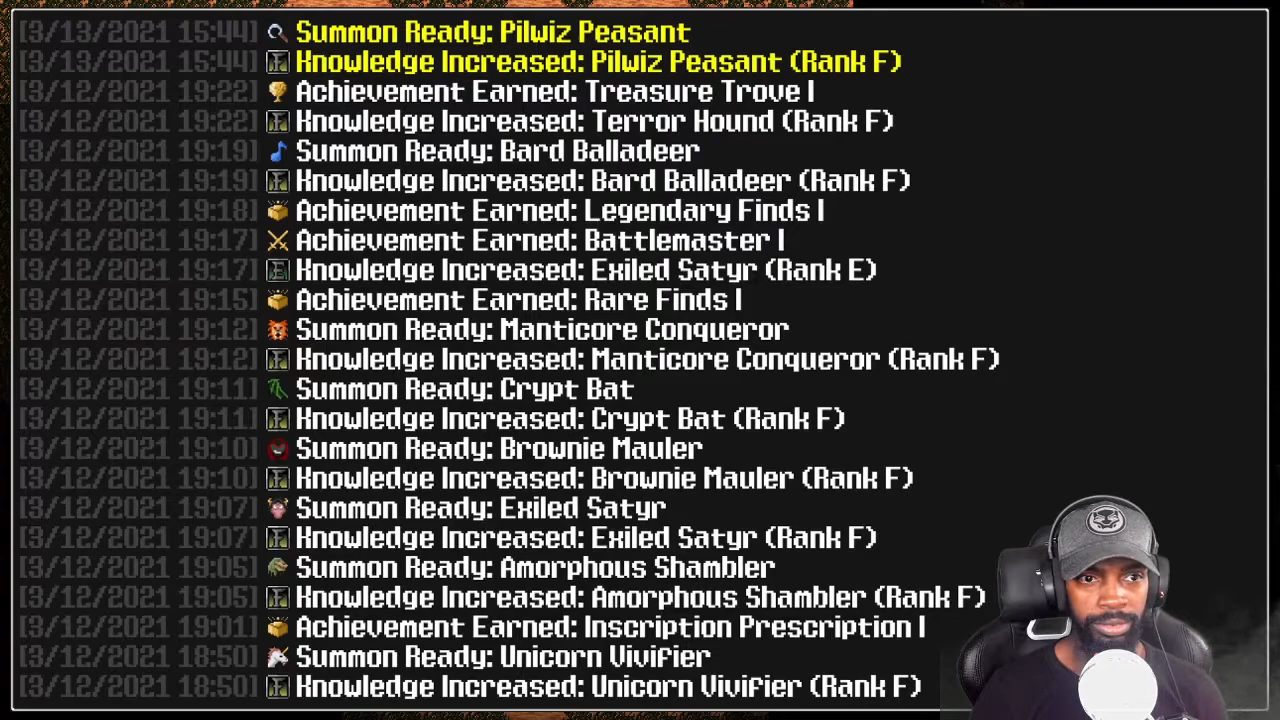 [3/13/2021 15:44] Summon Ready: Pilwiz Peasant
[3/13/2021 15:44] Knowledge Increased: Pilwiz Peasant (Rank F)
[3/12/2021 19:22] Achievement Earned: Treasure Trove I
[3/12/2021 19:22] Knowledge Increased: Terror Hound (Rank F)
[3/12/2021 19:19] Summon Ready: Bard Balladeer
[3/12/2021 19:19] Knowledge Increased: Bard Balladeer (Rank F)
[3/12/2021 19:18] Achievement Earned: Legendary Finds I
[3/12/2021 19:17] Achievement Earned: Battlemaster I
[3/12/2021 19:17] Knowledge Increased: Exiled Satyr (Rank E)
[3/12/2021 19:15] Achievement Earned: Rare Finds I
[3/12/2021 19:12] Summon Ready: Manticore Conqueror
[3/12/2021 19:12] Knowledge Increased: Manticore Conqueror (Rank F)
[3/12/2021 19:11] Summon Ready: Crypt Bat
[3/12/2021 19:11] Knowledge Increased: Crypt Bat (Rank F)
[3/12/2021 19:10] Summon Ready: Brownie Mauler
[3/12/2021 19:10] Knowledge Increased: Brownie Mauler (Rank F)
[3/12/2021 19:07] Summon Ready: Exiled Satyr
[3/12/2021 19:07] Knowledge Increased: Exiled Satyr (Rank F)
[3/12/2021 19:05] Summon Ready: Amorphous Shambler
[3/12/2021 19:05] Knowledge Increased: Amorphous Shambler (Rank F)
[3/12/2021 19:01] Achievement Earned: Inscription Prescription I
[3/12/2021 18:50] Summon Ready: Unicorn Vivifier
[3/12/2021 18:50] Knowledge Increased: Unicorn Vivifier (Rank F)